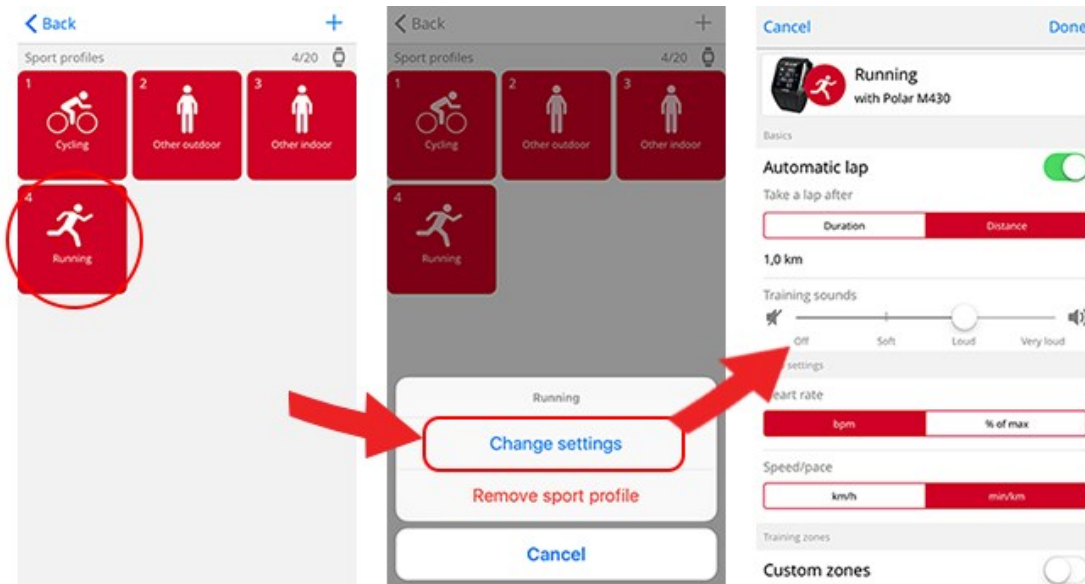 Back
+
Sport profiles 4/20
1
Cycling
2
Other outdoor
3
Other indoor
4
Running
Back
+
Sport profiles 4/20
1
Cycling
2
Other outdoor
3
Other indoor
4
Running
Running
Change settings
Remove sport profile
Cancel
Cancel Done
Running
with Polar M430
Basics
Automatic lap
Take a lap after
Duration Distance
1,0 km
Training sounds
Off Soft Loud Very loud
settings
eart rate
bpm % of max
Speed/pace
km/h min/km
Training zones
Custom zones